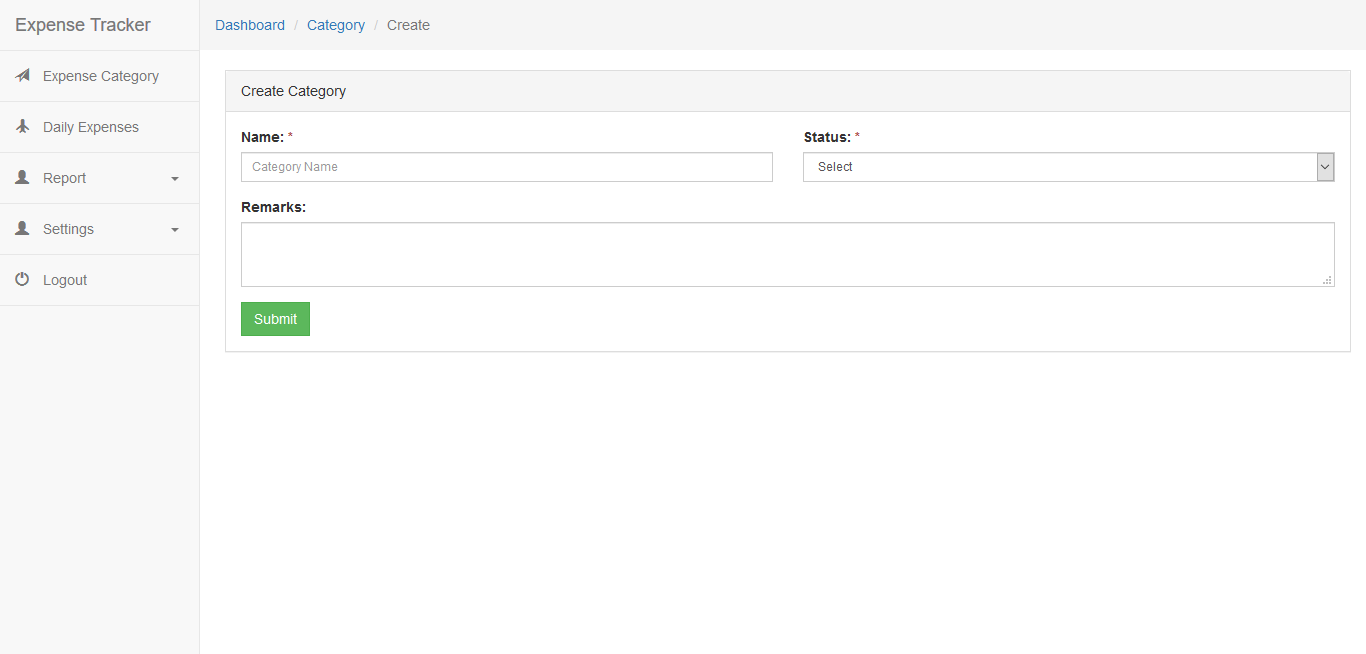 Expense Tracker
Dashboard / Category / Create
Expense Category
Daily Expenses
Report
Settings
Logout
Create Category
Name: * Status: *
Category Name Select
Remarks:
Submit